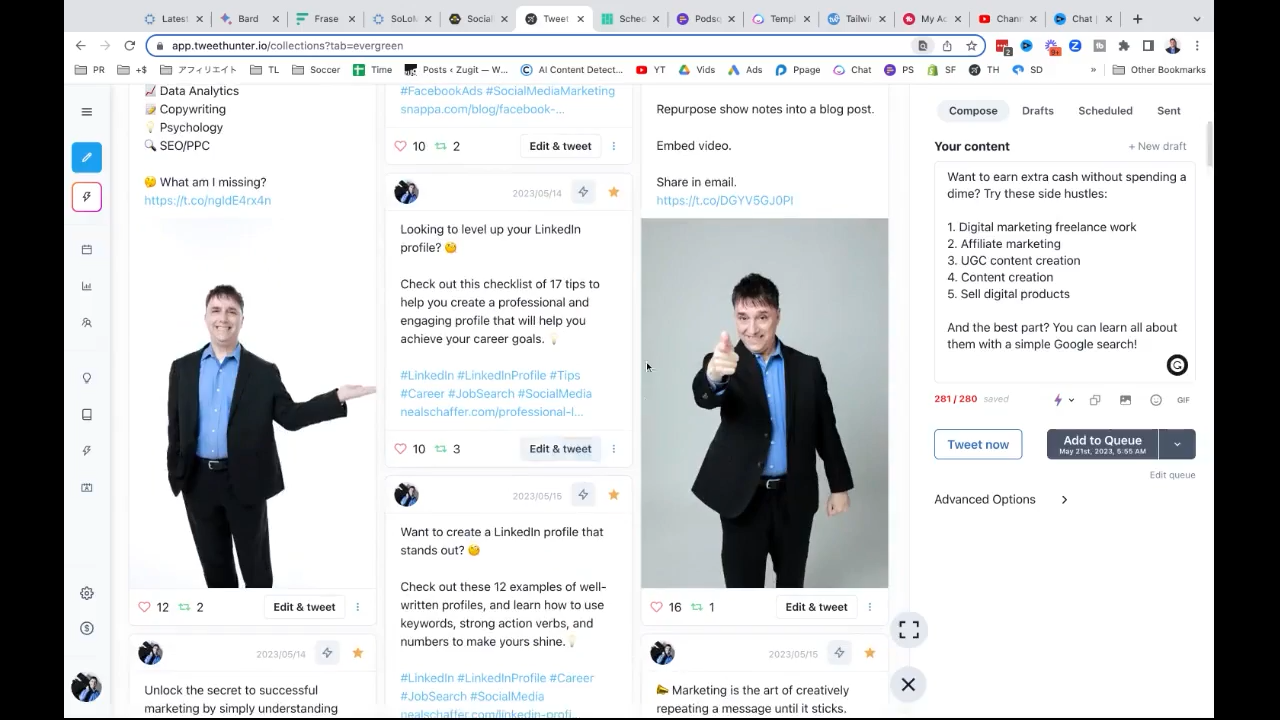 Latest
Bard
Frase
SoLoM
Social
Tweet
Sched
Podsq
Templ
Tailwin
My Ac
Chann
Chat |
app.tweethunter.io/collections?tab=evergreen
2
9+
PR
+$
アフィリエイト
TL
Soccer
Time
Posts ‹ Zugit — W...
AI Content Detect...
YT
Vids
Ads
Ppage
Chat
PS
SF
TH
SD
»
Other Bookmarks
📈 Data Analytics
📝 Copywriting
💡 Psychology
🔍 SEO/PPC
🤔 What am I missing?
https://t.co/ngIdE4rx4n
12
2
Edit & tweet
2023/05/14
Unlock the secret to successful
marketing by simply understanding
#FacebookAds #SocialMediaMarketing
snappa.com/blog/facebook-...
10
2
Edit & tweet
2023/05/14
Looking to level up your LinkedIn
profile? 🧐
Check out this checklist of 17 tips to
help you create a professional and
engaging profile that will help you
achieve your career goals. 💡
#LinkedIn #LinkedInProfile #Tips
#Career #JobSearch #SocialMedia
nealschaffer.com/professional-l...
10
3
Edit & tweet
2023/05/15
Want to create a LinkedIn profile that
stands out? 🧐
Check out these 12 examples of well-
written profiles, and learn how to use
keywords, strong action verbs, and
numbers to make yours shine.💡
#LinkedIn #LinkedInProfile #Career
#JobSearch #SocialMedia
nealschaffer.com/linkedin-profi...
Repurpose show notes into a blog post.
Embed video.
Share in email.
https://t.co/DGYV5GJ0PI
16
1
Edit & tweet
2023/05/15
📣 Marketing is the art of creatively
repeating a message until it sticks.
Compose
Drafts
Scheduled
Sent
Your content
+ New draft
Want to earn extra cash without spending a
dime? Try these side hustles:
1. Digital marketing freelance work
2. Affiliate marketing
3. UGC content creation
4. Content creation
5. Sell digital products
And the best part? You can learn all about
them with a simple Google search!
281 / 280 saved
GIF
Tweet now
Add to Queue
May 21st, 2023, 5:55 AM
Edit queue
Advanced Options